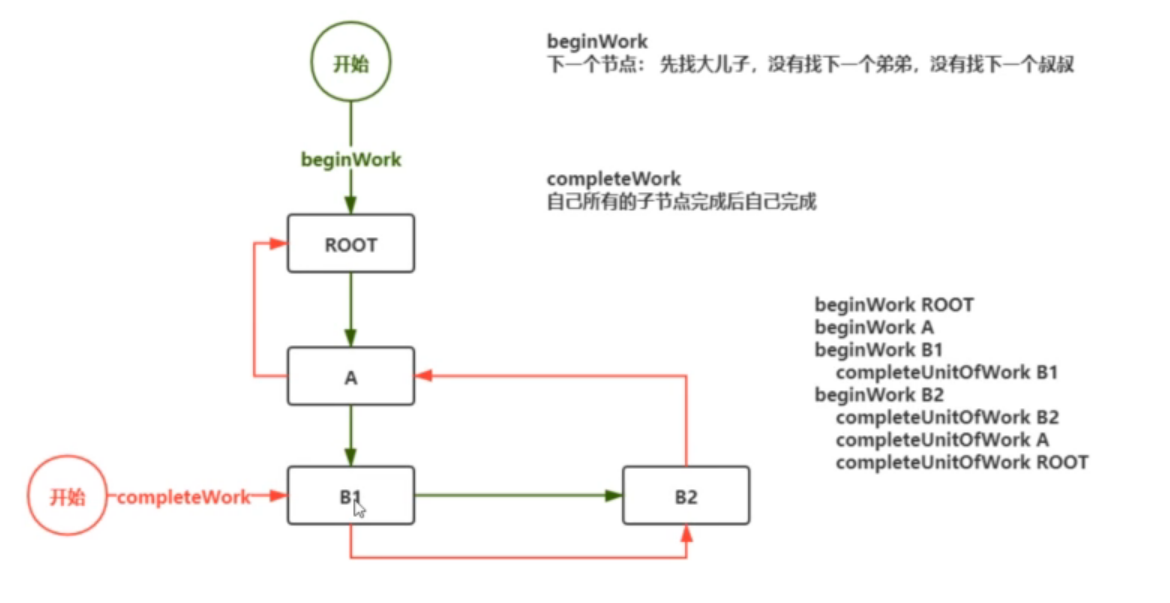 开始
beginWork
下一个节点： 先找大儿子，没有找下一个弟弟，没有找下一个叔叔
beginWork
completeWork
自己所有的子节点完成后自己完成
ROOT
A
beginWork ROOT
beginWork A
beginWork B1
completeUnitOfWork B1
beginWork B2
completeUnitOfWork B2
completeUnitOfWork A
completeUnitOfWork ROOT
开始
completeWork
B1
B2